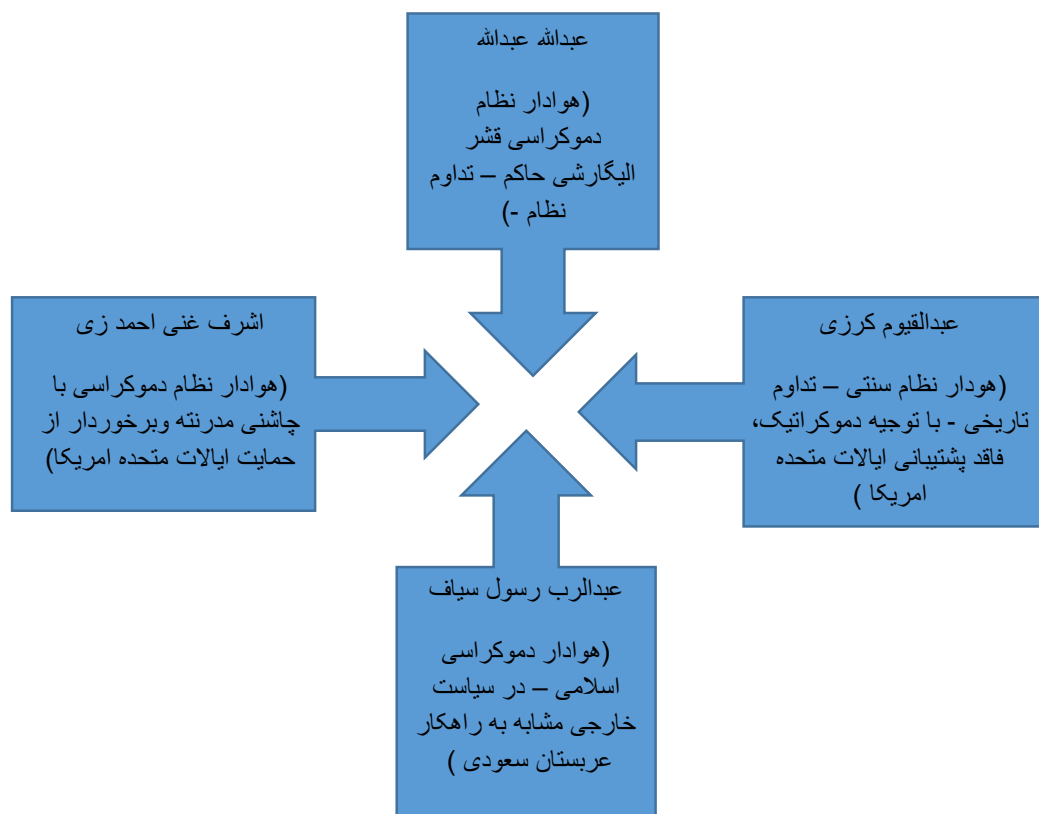 عبدالله عبدالله
(هوادار نظام
دموکراسی قشر
الیگارشی حاکم – تداوم
نظام -)
عبدالقیوم کرزی
(هودار نظام سنتی – تداوم
تاریخی - با توجیه دموکراتیک،
فاقد پشتیبانی ایالات متحده
امریکا )
اشرف غنی احمد زی
(هوادار نظام دموکراسی با
چاشنی مدرنته وبرخوردار از
حمایت ایالات متحده امریکا)
عبدالرب رسول سیاف
(هوادار دموکراسی
اسلامی – در سیاست
خارجی مشابه به راهکار
عربستان سعودی )